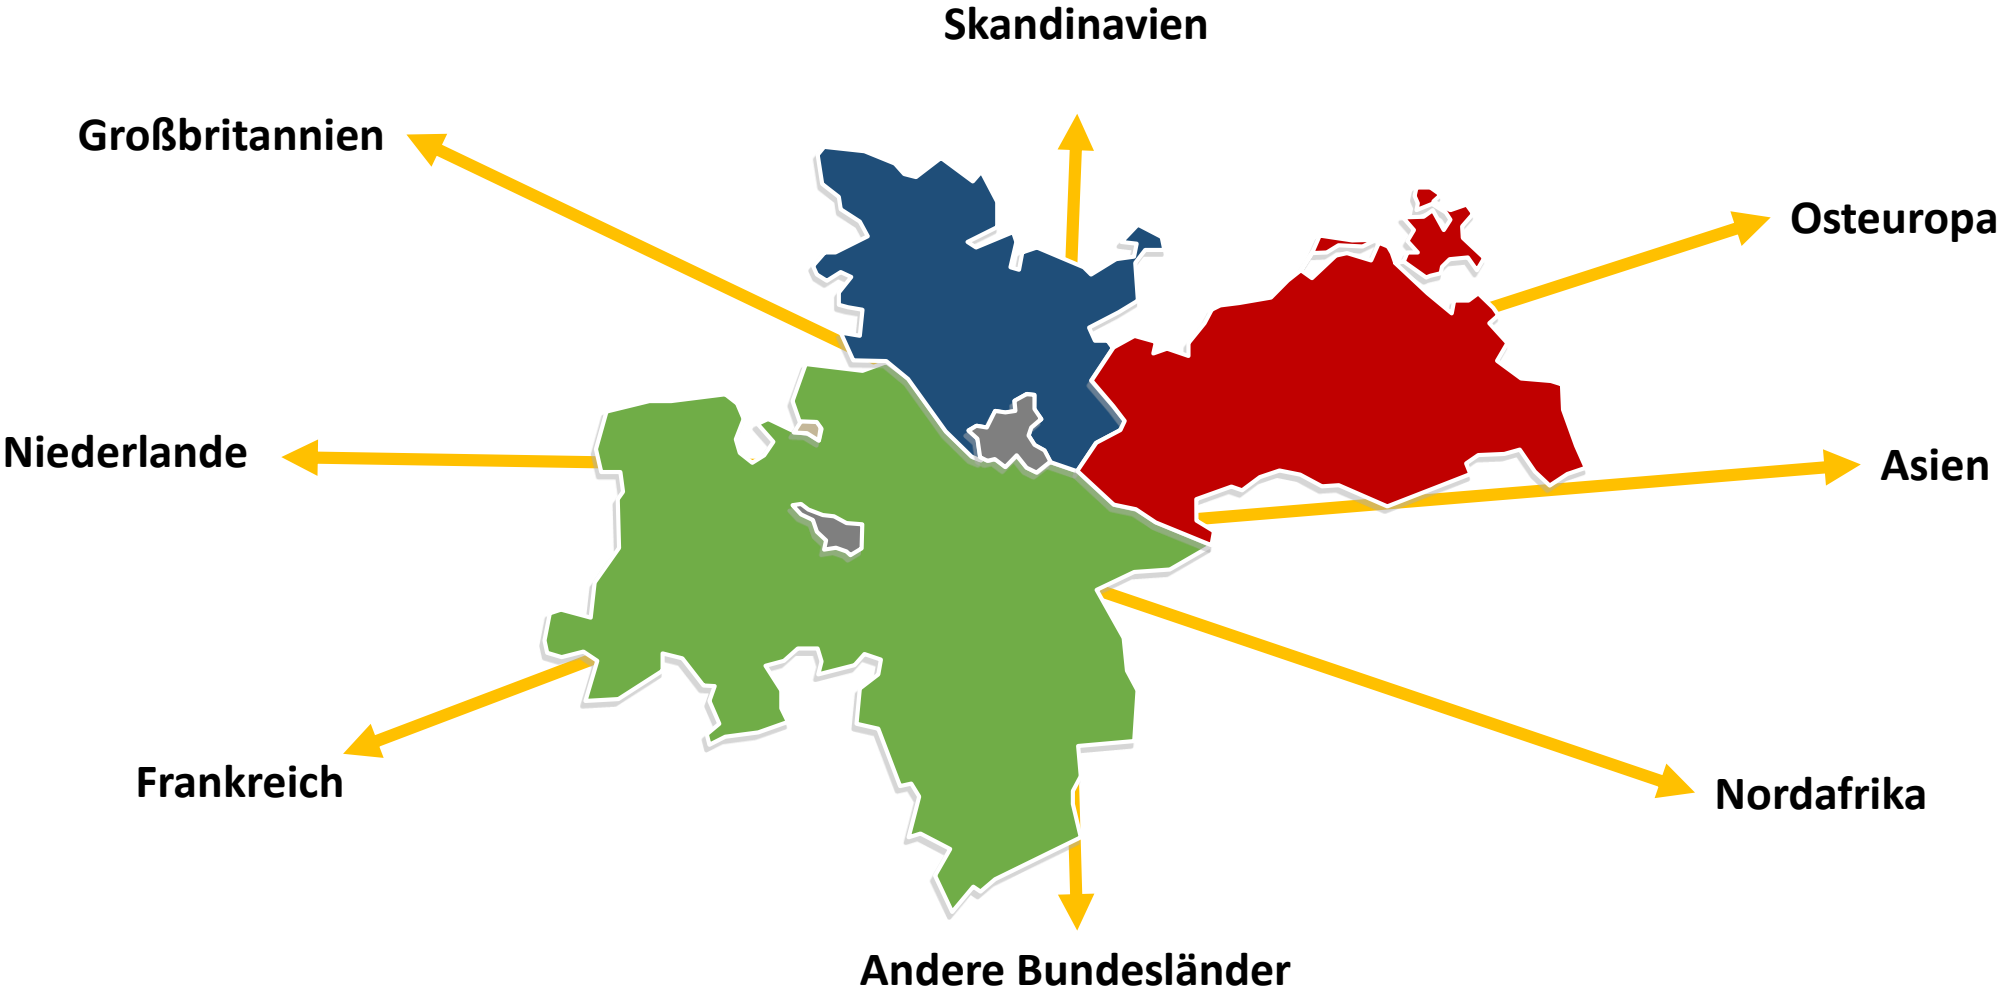 Skandinavien
Großbritannien
Osteuropa
Niederlande
Asien
Frankreich
Nordafrika
Andere Bundesländer